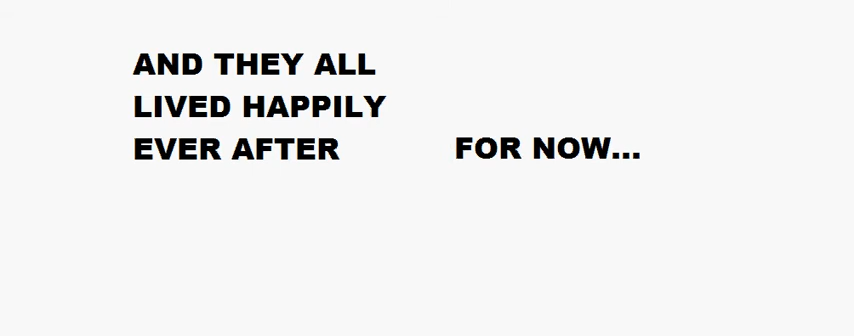 AND THEY ALL
LIVED HAPPILY
EVER AFTER FOR NOW...